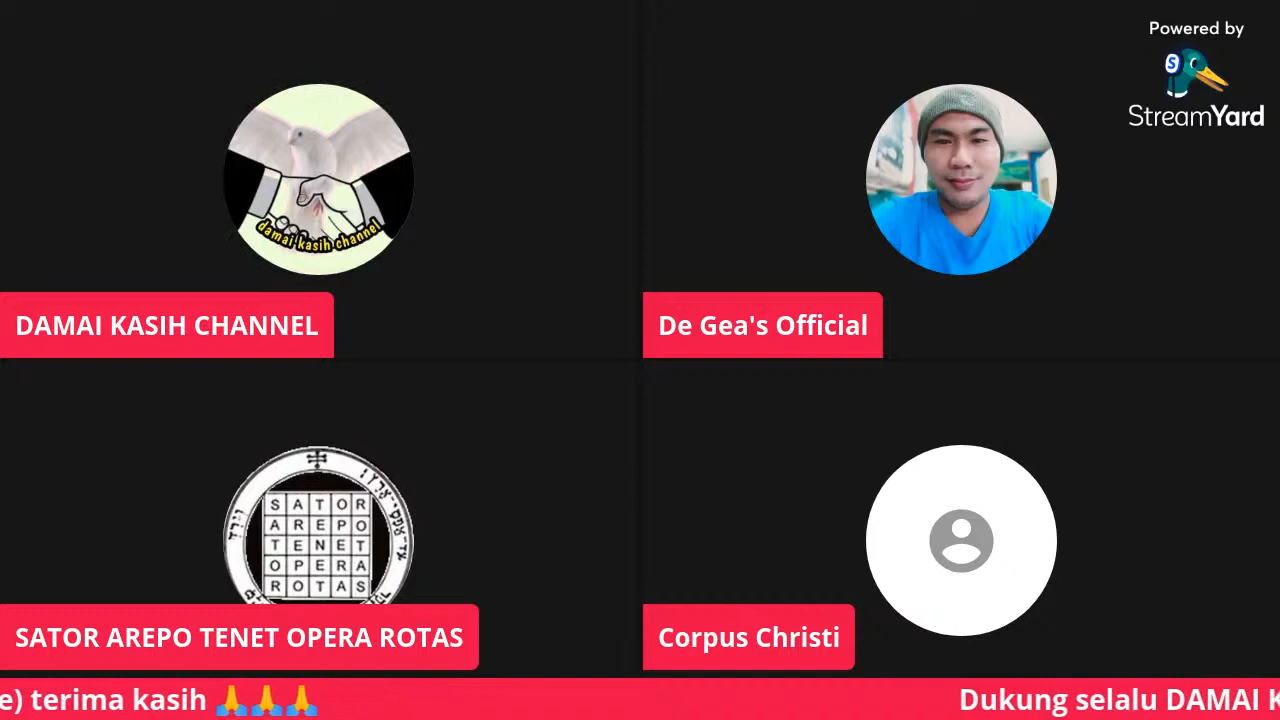 Powered by
S
StreamYard
damai kasih channel
DAMAI KASIH CHANNEL
De Gea's Official
SATOR
AREPO
TENET
OPERA
ROTAS
SATOR AREPO TENET OPERA ROTAS
Corpus Christi
e) terima kasih 🙏🙏🙏 Dukung selalu DAMAI K